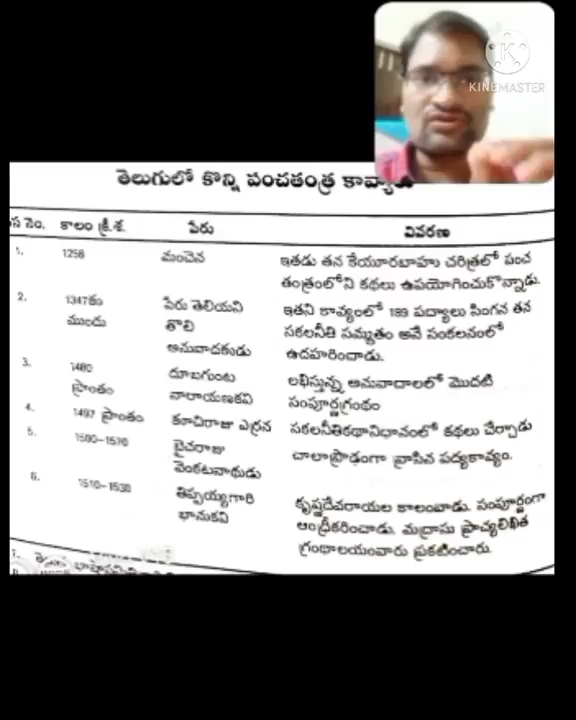 KINEMASTER
తెలుగులో కొన్ని పంచతంత్ర
స నెం. కాలం క్రీ.శ. పేరు వివరణ
1. 1258 మంచెన ఇతడు తన కేయూరబాహు చరిత్రలో పంచ
తంత్రంలోని కథలు ఉపయోగించుకొన్నాడు.
2. 1347కు పేరు తెలియని ఇతని కావ్యంలో 189 పద్యాలు సింగన తన
ముందు తొలి సకలనీతి సమ్మతం అనే సంకలనంలో
అనువాదకుడు ఉదహరించాడు.
3. 1480 దూబగుంట లభిస్తున్న అనువాదాలలో మొదటి
ప్రాంతం నారాయణకవి సంపూర్ణగ్రంథం
4. 1497 ప్రాంతం కూచిరాజు ఎర్రన సకలనీతికథానిధానంలో కథలు చేర్చాడు
5. బైచరాజు చాలాప్రౌఢంగా వ్రాసిన పద్యకావ్యం.
వెంకటనాథుడు
6. 1510-1530 తిప్పయ్యగారి కృష్ణదేవరాయల కాలంవాడు. సంపూర్ణంగా
భానుకవి ఆంధ్రీకరించాడు. మద్రాసు ప్రాచ్యలిఖిత
గ్రంథాలయంవారు ప్రకటించారు.